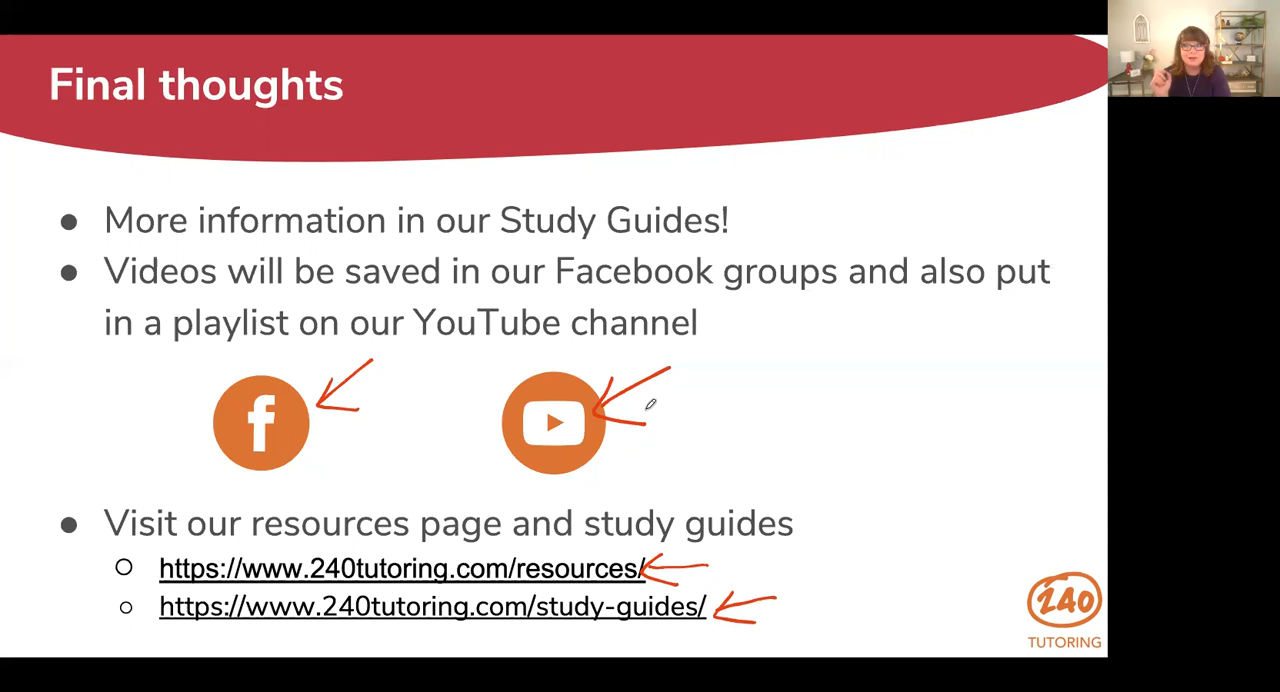 Final thoughts
More information in our Study Guides!
Videos will be saved in our Facebook groups and also put
in a playlist on our YouTube channel
f
Visit our resources page and study guides
https://www.240tutoring.com/resources/
https://www.240tutoring.com/study-guides/
240
TUTORING